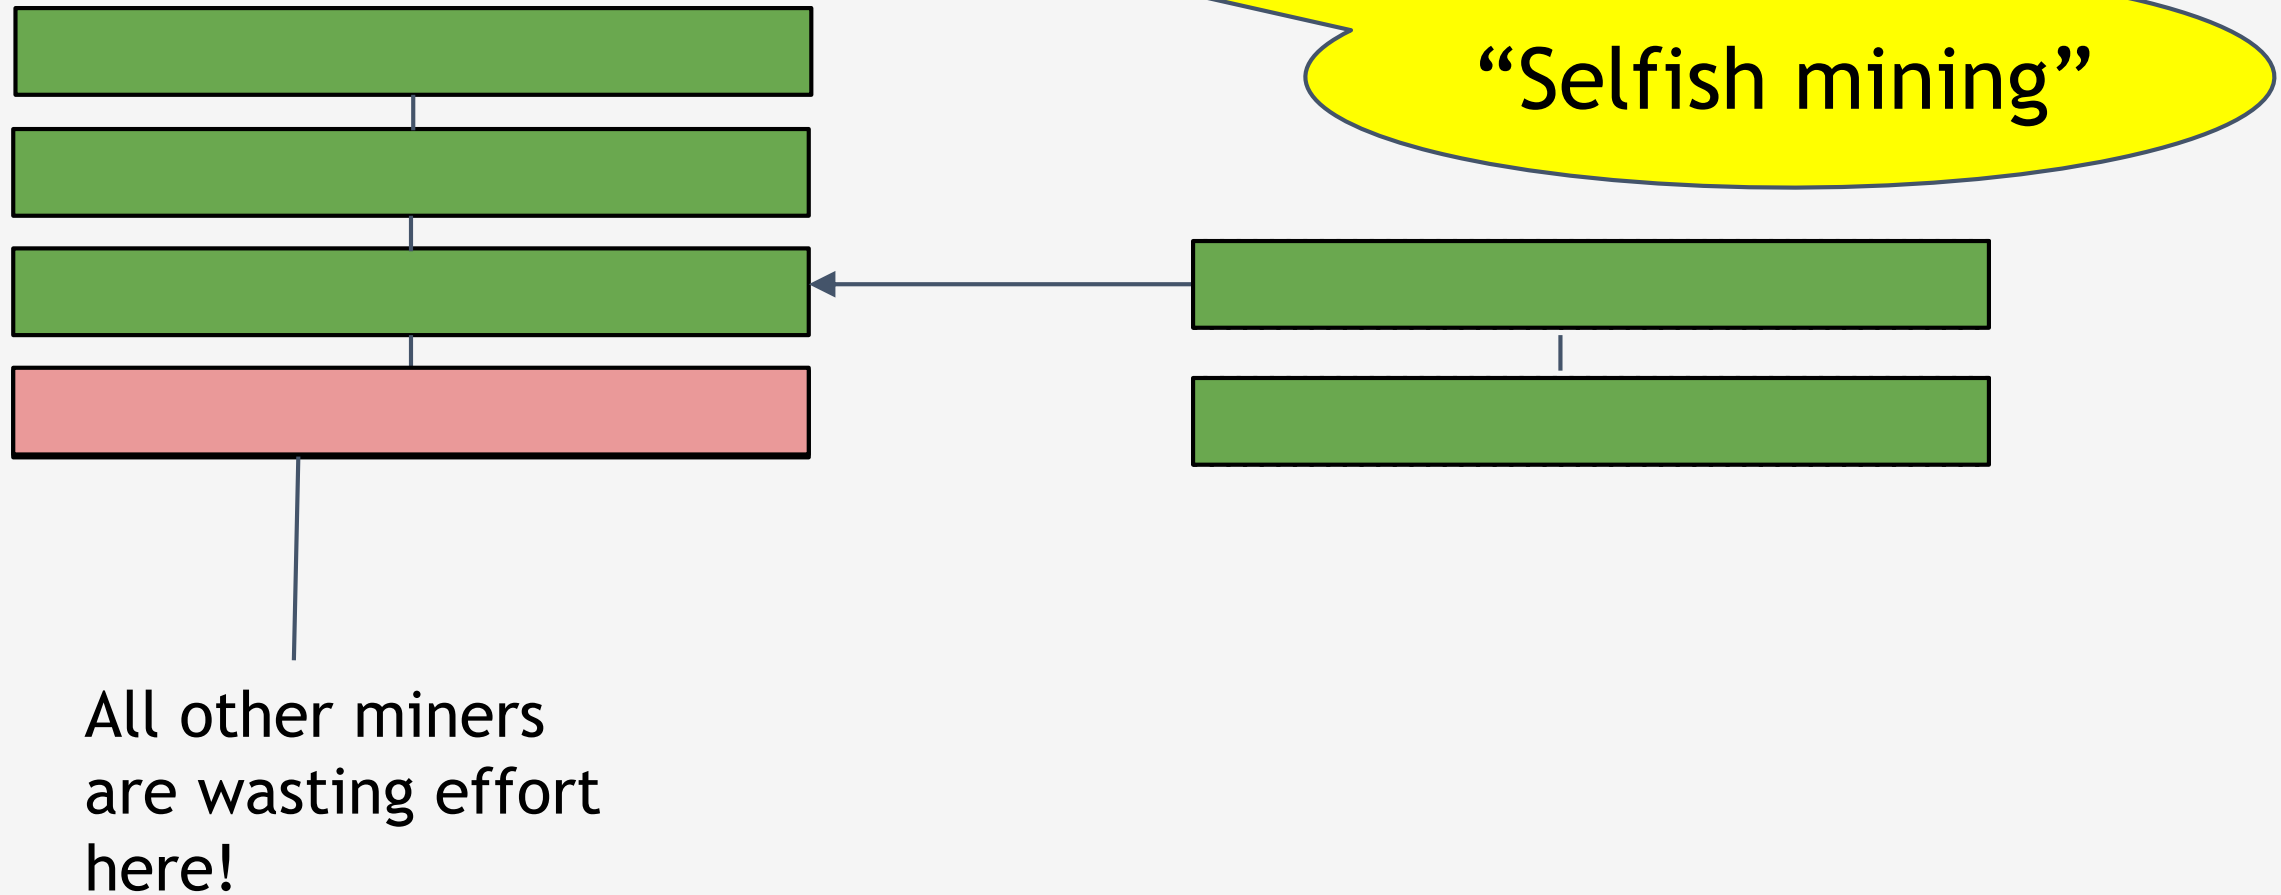 “Selfish mining”
All other miners
are wasting effort
here!